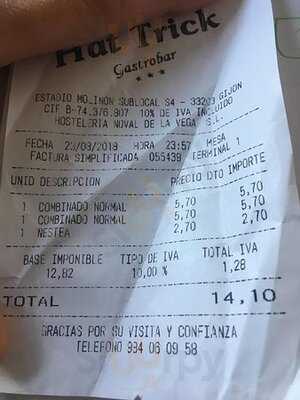 Hat Trick
Gastrobar
★ ★ ★
ESTADIO MOLINON SUBLOCAL S4 - 33203 GIJON
CIF B-74.376.907 10% DE IVA INCLUIDO
HOSTELERIA NOVAL DE LA VEGA S.L.
FECHA 23/03/2018 HORA 23:57 MESA 1
FACTURA SIMPLIFICADA 055439 TERMINAL 1
UNID DESCRIPCION PRECIO DTO IMPORTE
1 COMBINADO NORMAL 5,70 5,70
1 COMBINADO NORMAL 5,70 5,70
1 NESTEA 2,70 2,70
BASE IMPONIBLE TIPO DE IVA TOTAL IVA
12,82 10,00 % 1,28
TOTAL 14,10
GRACIAS POR SU VISITA Y CONFIANZA
TELEFONO 984 06 09 58